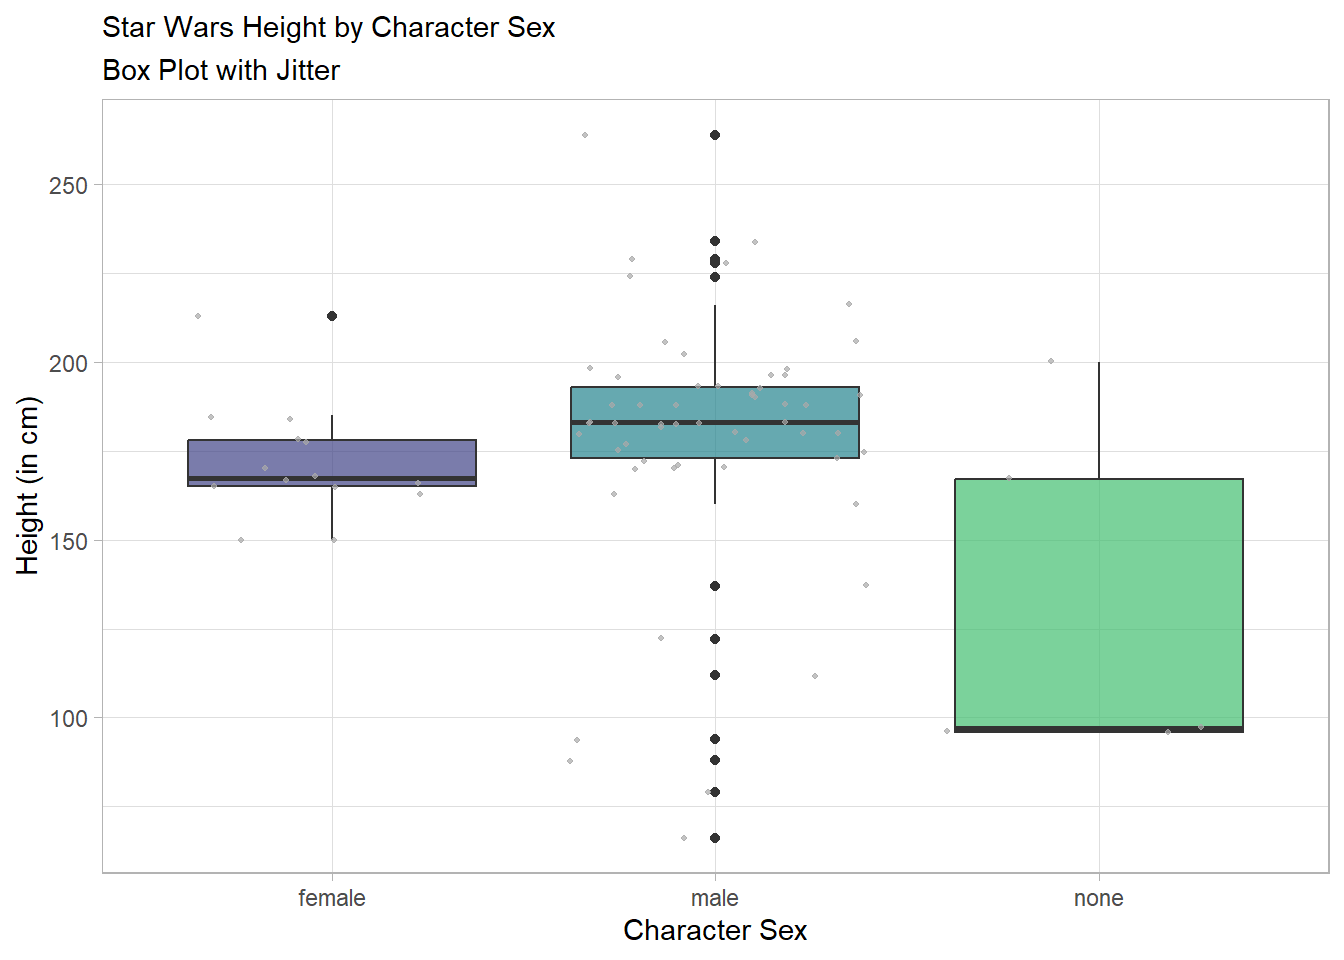 Star Wars Height by Character Sex
Box Plot with Jitter
Height (in cm)
250
200
150
100
female
male
none
Character Sex